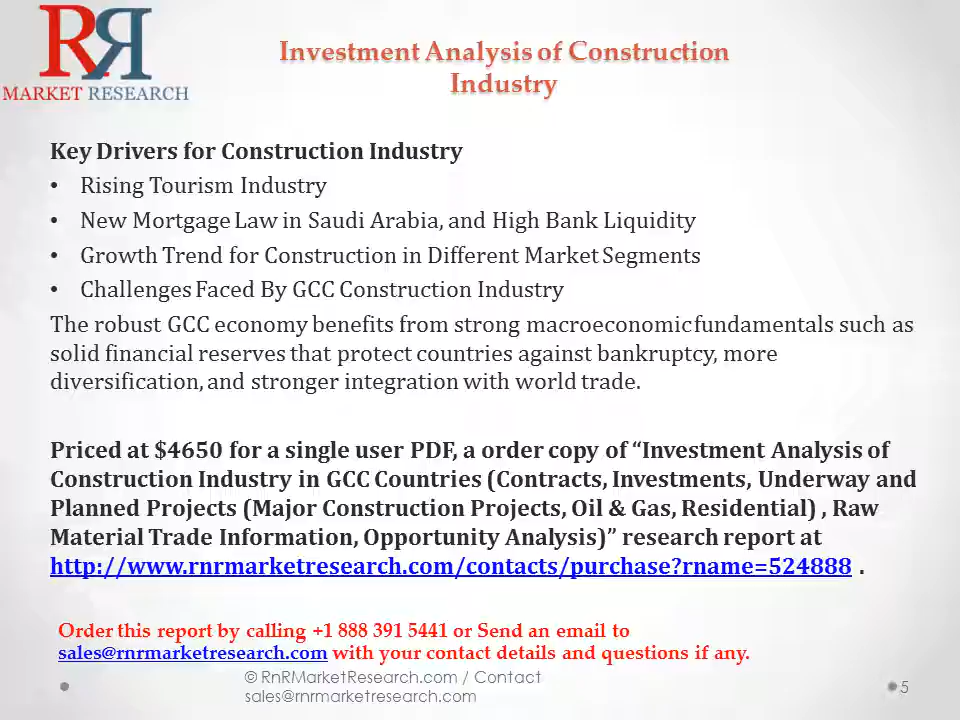 RR
MARKET RESEARCH
Investment Analysis of Construction
Industry
Key Drivers for Construction Industry
• Rising Tourism Industry
• New Mortgage Law in Saudi Arabia, and High Bank Liquidity
• Growth Trend for Construction in Different Market Segments
• Challenges Faced By GCC Construction Industry
The robust GCC economy benefits from strong macroeconomic fundamentals such as
solid financial reserves that protect countries against bankruptcy, more
diversification, and stronger integration with world trade.
Priced at $4650 for a single user PDF, a order copy of “Investment Analysis of
Construction Industry in GCC Countries (Contracts, Investments, Underway and
Planned Projects (Major Construction Projects, Oil & Gas, Residential) , Raw
Material Trade Information, Opportunity Analysis)” research report at
http://www.rnrmarketresearch.com/contacts/purchase?rname=524888 .
Order this report by calling +1 888 391 5441 or Send an email to
sales@rnrmarketresearch.com with your contact details and questions if any.
© RnRMarketResearch.com / Contact
sales@rnrmarketresearch.com
5